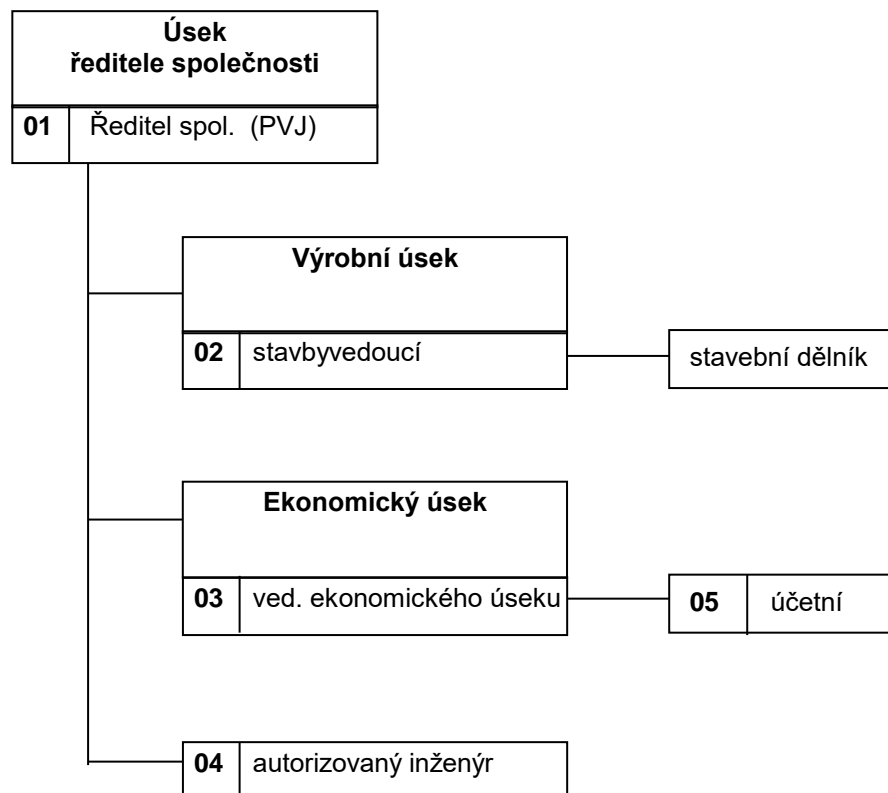 Úsek
ředitele společnosti
01 Ředitel spol. (PVJ)
Výrobní úsek
02 stavbyvedoucí
stavební dělník
Ekonomický úsek
03 ved. ekonomického úseku
05 účetní
04 autorizovaný inženýr